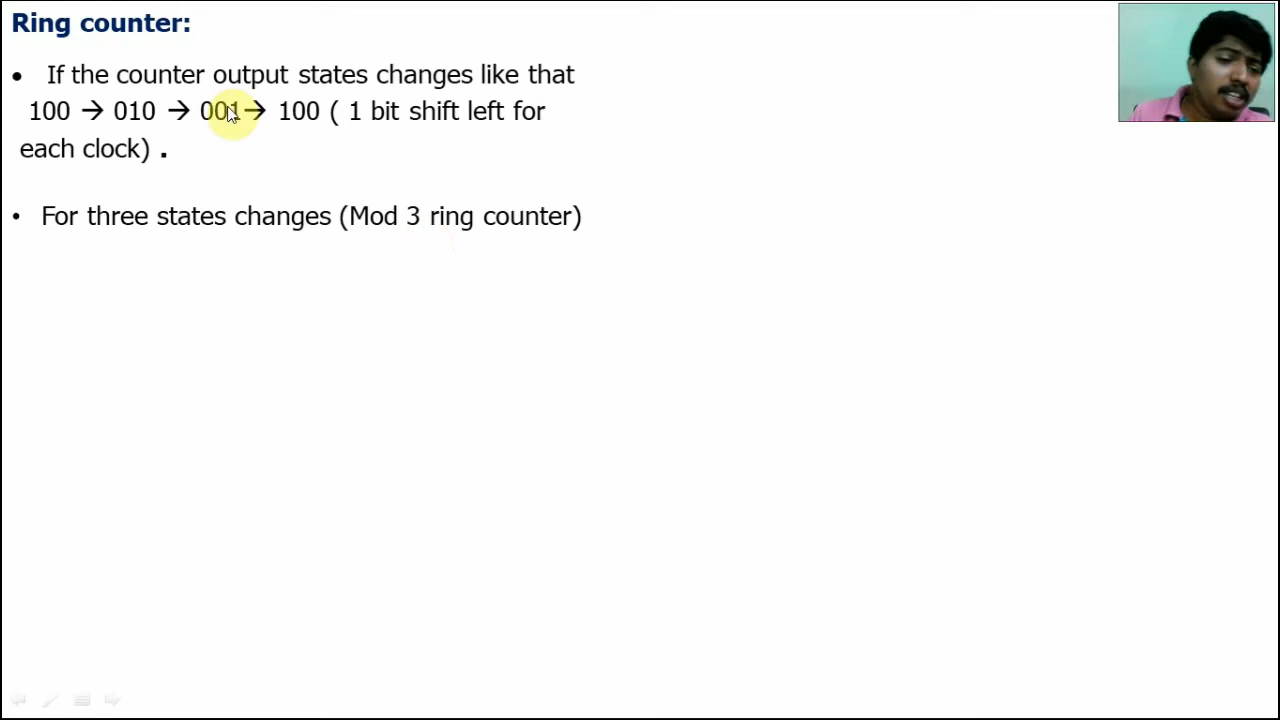 Ring counter:
• If the counter output states changes like that
100 → 010 → 001→ 100 ( 1 bit shift left for
each clock) .
• For three states changes (Mod 3 ring counter)